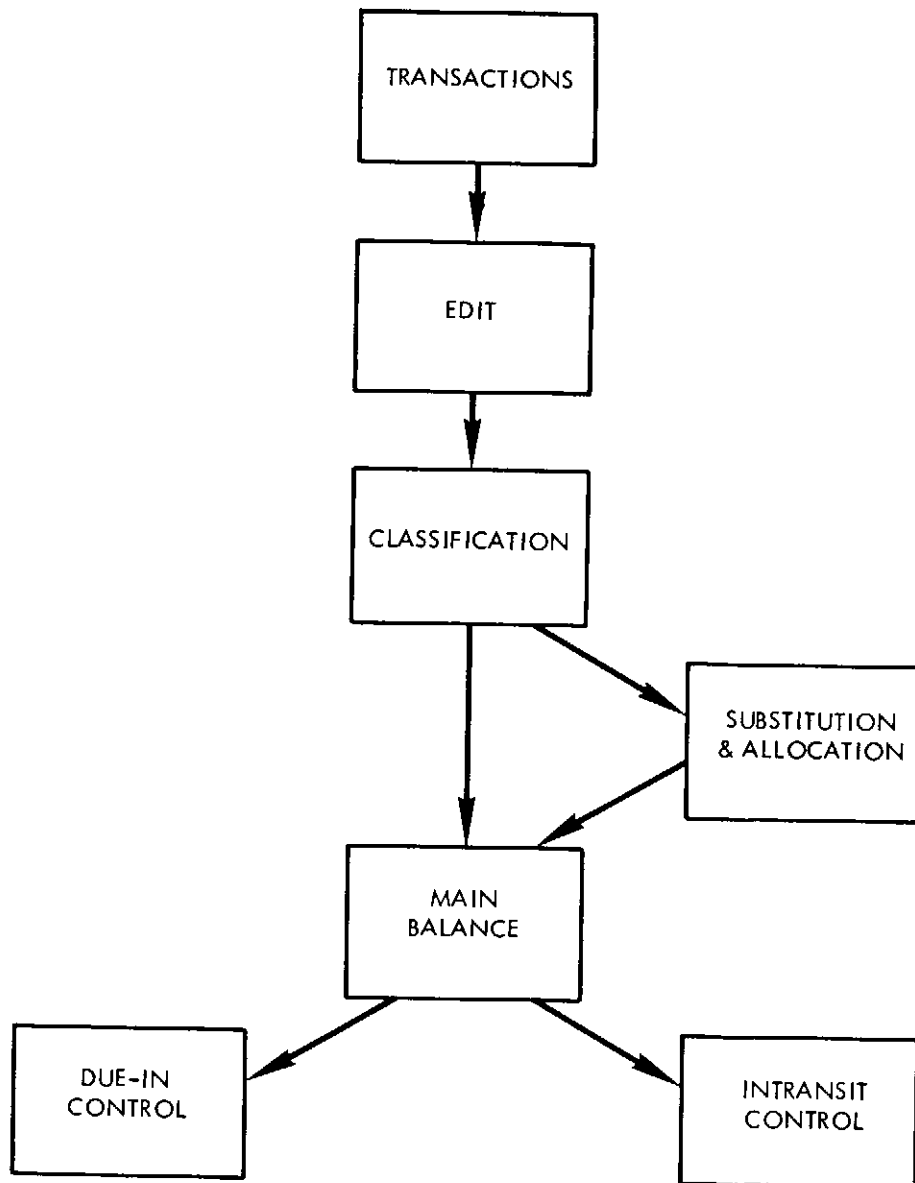 TRANSACTIONS
EDIT
CLASSIFICATION
SUBSTITUTION
& ALLOCATION
MAIN
BALANCE
DUE-IN
CONTROL
INTRANSIT
CONTROL